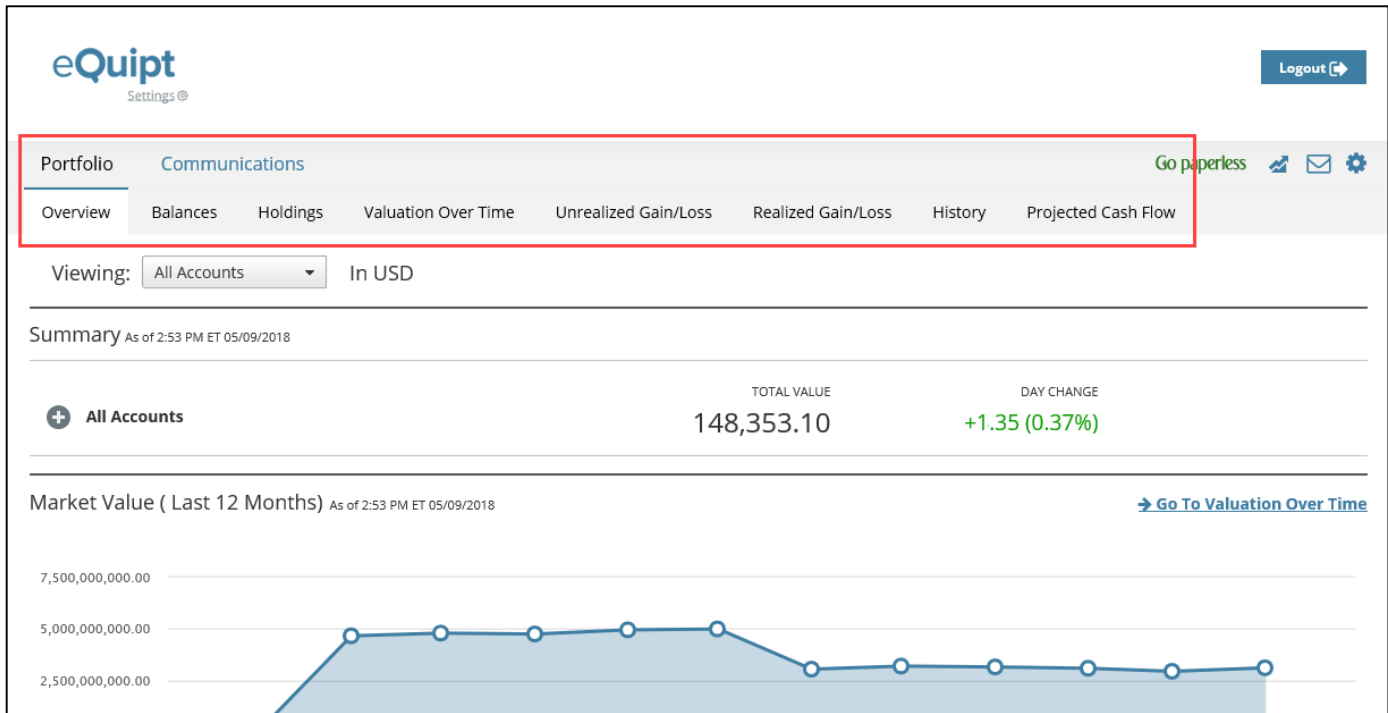 eQuipt
Settings
Logout
Portfolio Communications Go paperless
Overview Balances Holdings Valuation Over Time Unrealized Gain/Loss Realized Gain/Loss History Projected Cash Flow
Viewing: All Accounts In USD
Summary As of 2:53 PM ET 05/09/2018
TOTAL VALUE DAY CHANGE
All Accounts 148,353.10 +1.35 (0.37%)
Market Value ( Last 12 Months) As of 2:53 PM ET 05/09/2018 Go To Valuation Over Time
7,500,000,000.00
5,000,000,000.00
2,500,000,000.00